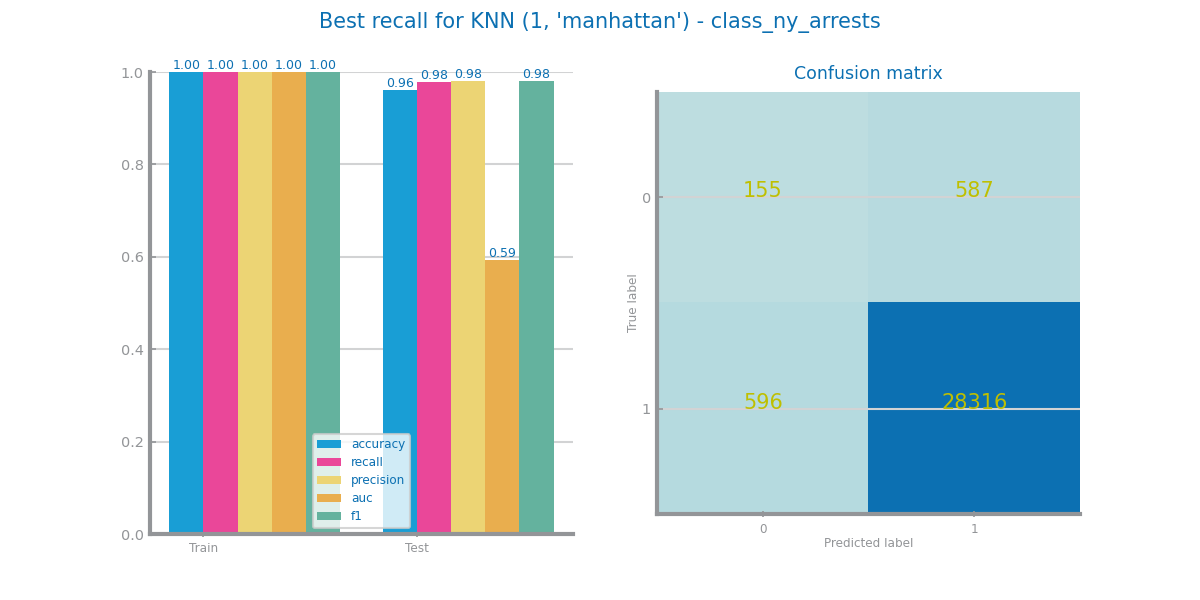 Best recall for KNN (1, 'manhattan') - class_ny_arrests
1.00 1.00 1.00 1.00 1.00
0.96 0.98 0.98 0.59 0.98
1.0
0.8
0.6
0.4
0.2
0.0
accuracy
recall
precision
auc
f1
Train Test
Confusion matrix
True label
0
1
155 587
596 28316
0 1
Predicted label